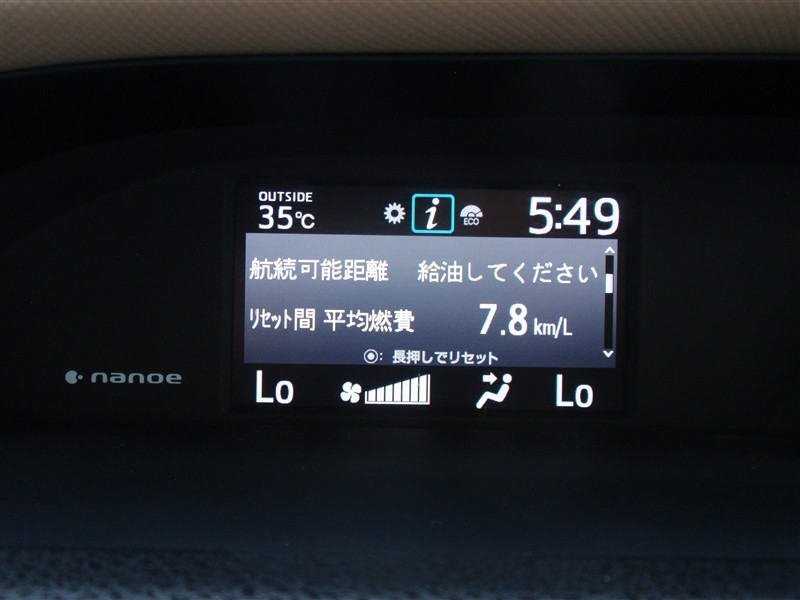 OUTSIDE
35℃
ECO
5:49
航続可能距離 給油してください
ﾘｾｯﾄ間 平均燃費 7.8 km/L
◉: 長押しでリセット
nanoe
Lo Lo